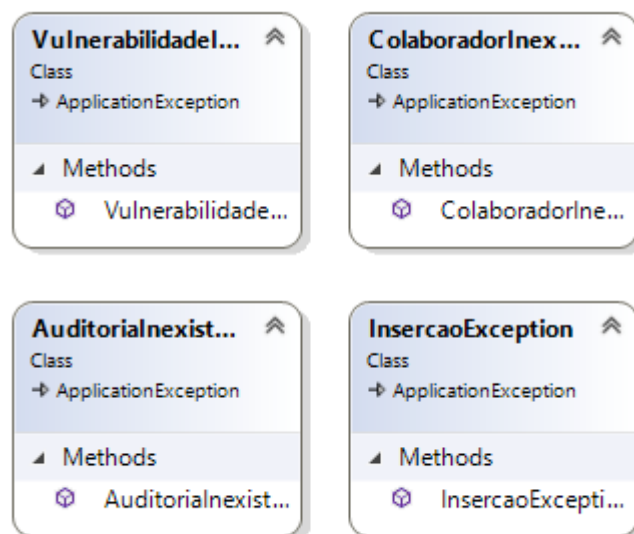 VulnerabilidadeI...
Class
ApplicationException
Methods
Vulnerabilidade...
ColaboradorInex...
Class
ApplicationException
Methods
ColaboradorIne...
AuditoriaInexist...
Class
ApplicationException
Methods
AuditoriaInexist...
InsercaoException
Class
ApplicationException
Methods
InsercaoExcepti...